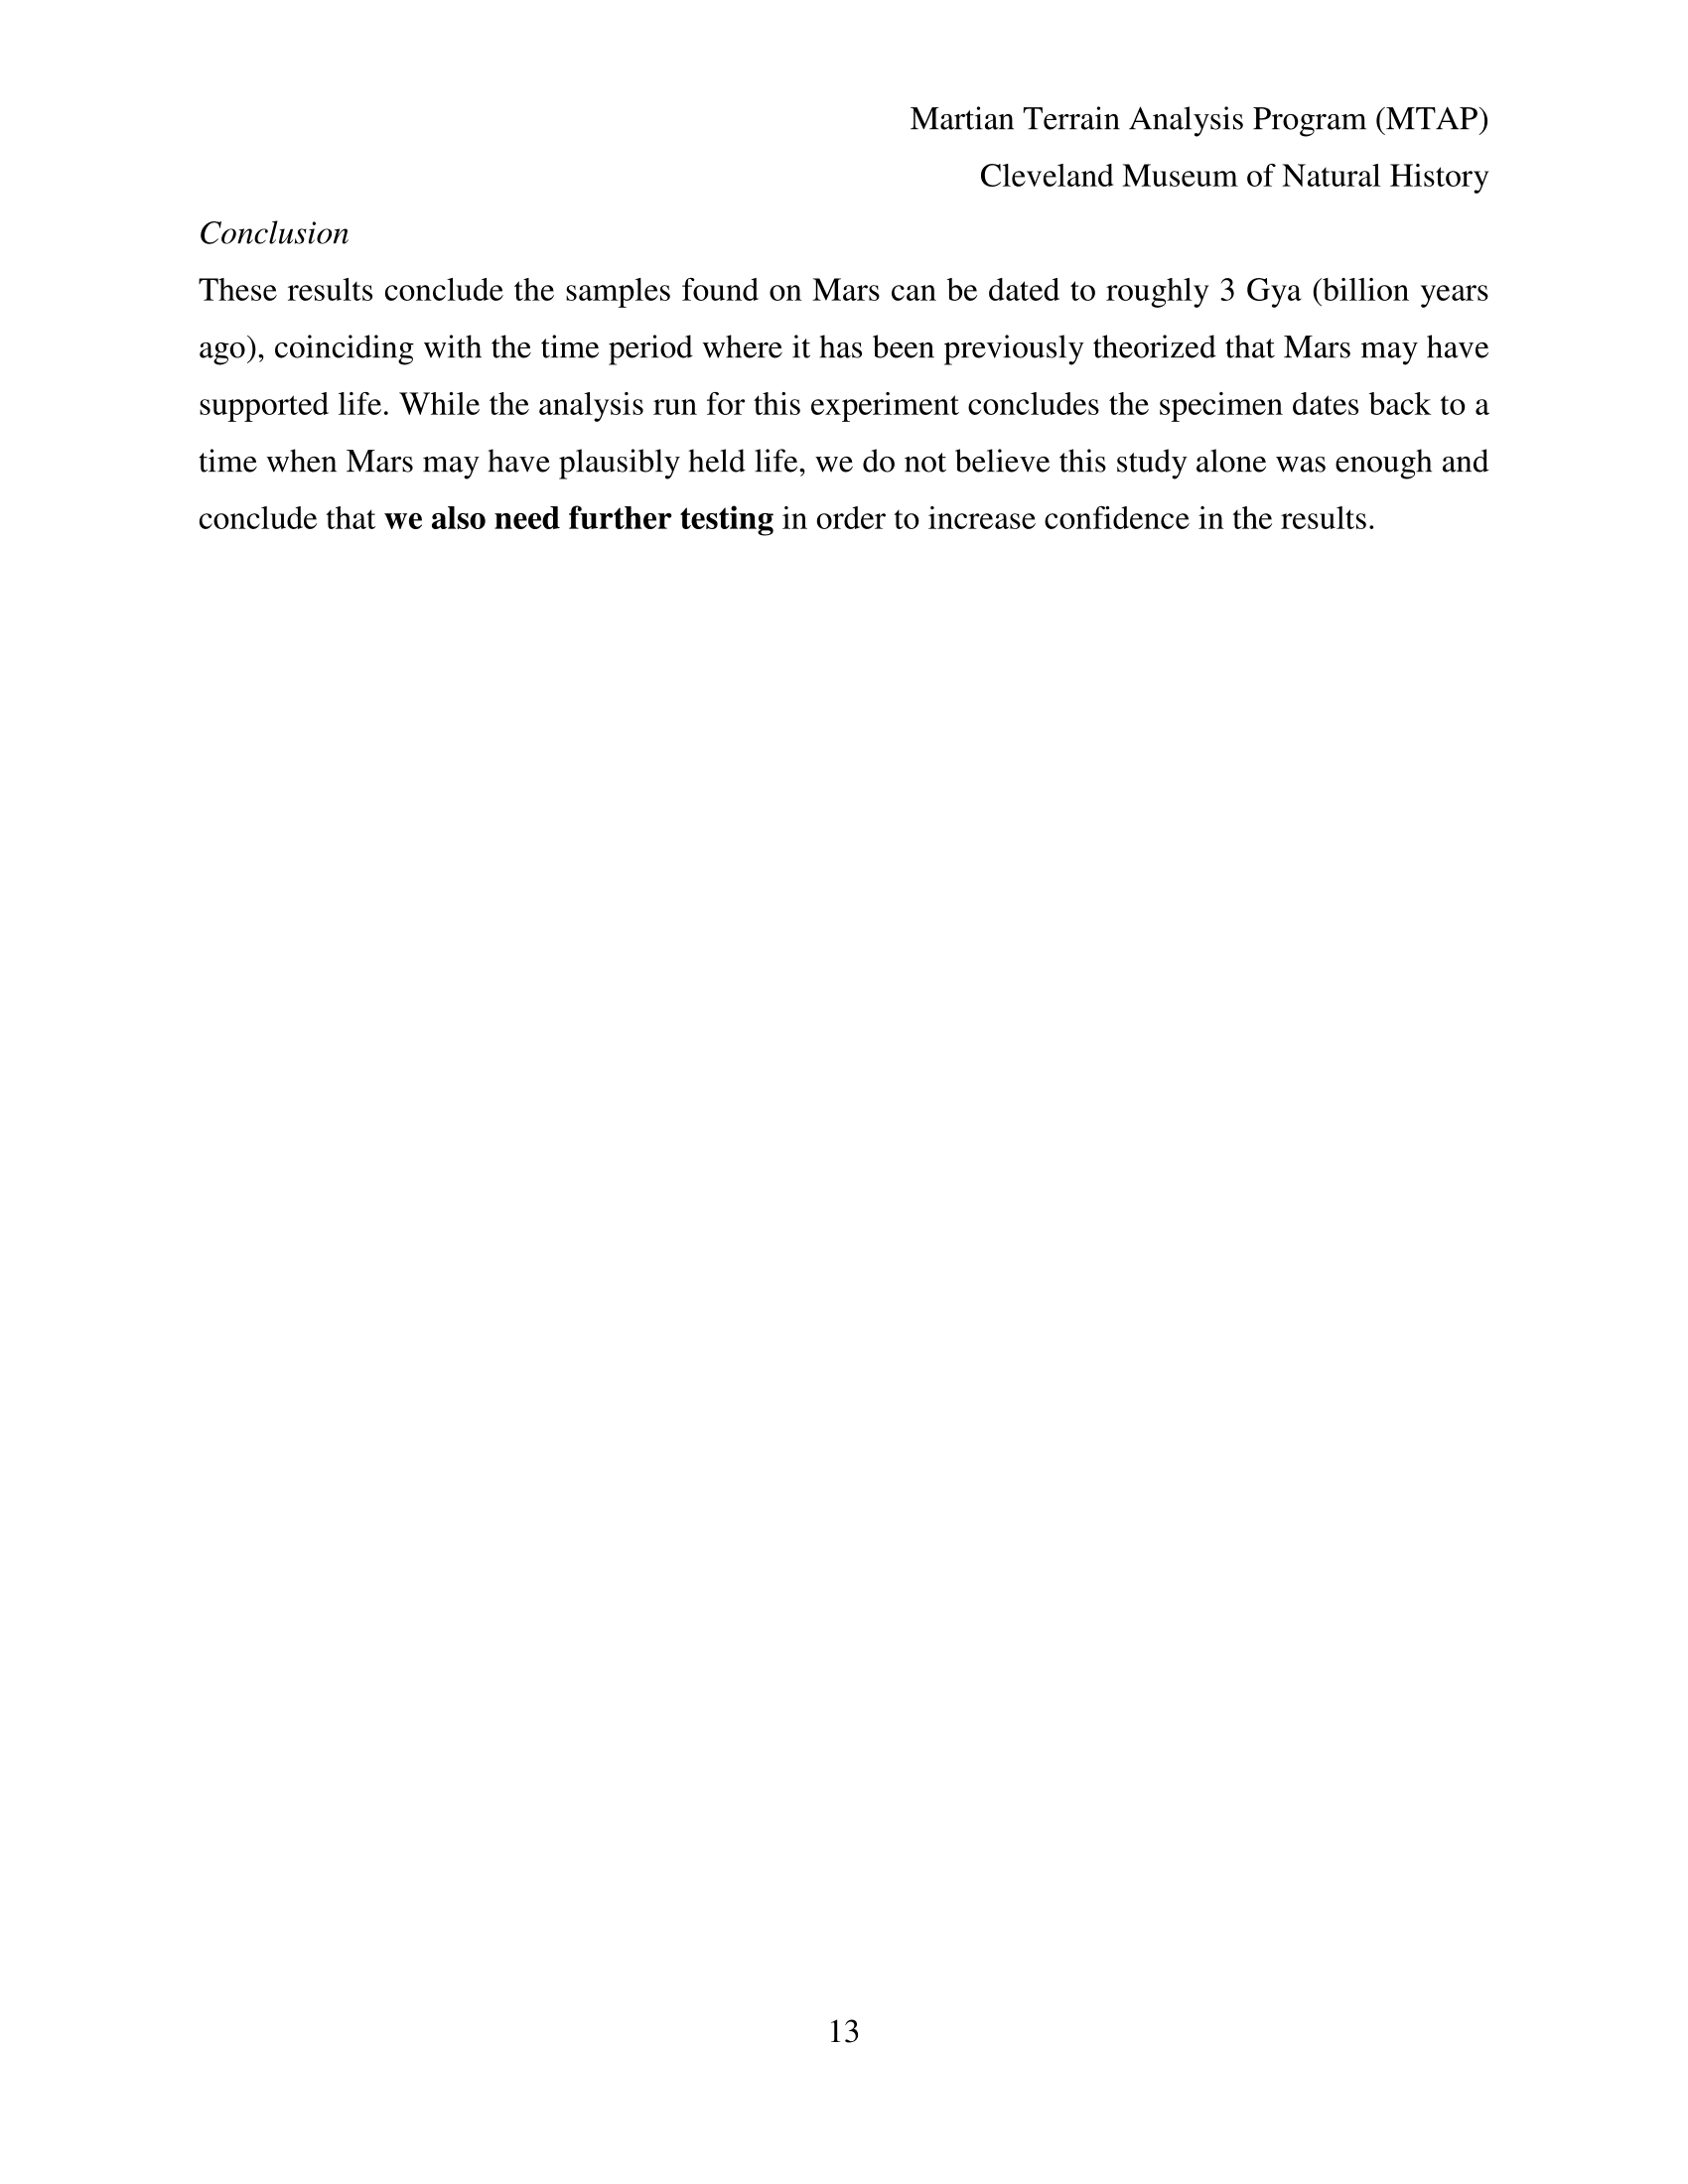 Martian Terrain Analysis Program (MTAP)
Cleveland Museum of Natural History
Conclusion
These results conclude the samples found on Mars can be dated to roughly 3 Gya (billion years
ago), coinciding with the time period where it has been previously theorized that Mars may have
supported life. While the analysis run for this experiment concludes the specimen dates back to a
time when Mars may have plausibly held life, we do not believe this study alone was enough and
conclude that we also need further testing in order to increase confidence in the results.
13